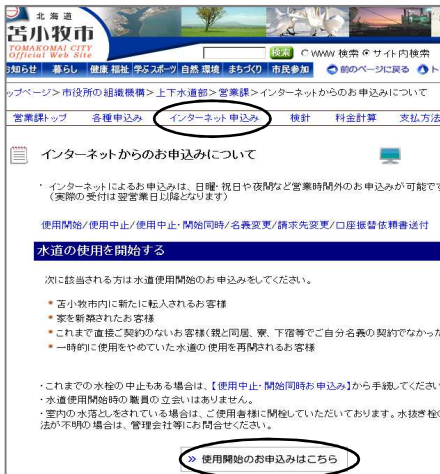 北海道
苫小牧市
TOMAKOMAI CITY
Official Web Site
検索 WWW 検索 サイト内検索
お知らせ 暮らし 健康 福祉 学ぶ スポーツ 自然 環境 まちづくり 市民参加 前のページに戻る ト
ップページ>市役所の組織機構>上下水道部>営業課>インターネットからのお申込みについて
営業課トップ 各種申込み インターネット申込み 検針 料金計算 支払方法
インターネットからのお申込みについて
・ インターネットによるお申込みは、日曜・祝日や夜間など営業時間外のお申込みが可能です
(実際の受付は翌営業日以降となります)
使用開始/使用中止/使用中止・開始同時/名義変更/請求先変更/口座振替依頼書送付
水道の使用を開始する
次に該当される方は水道使用開始のお申込みをしてください。
* 苫小牧市内に新たに転入されるお客様
* 家を新築されたお客様
* これまで直接ご契約のないお客様(親と同居、寮、下宿等でご自分名義の契約でなかった
* 一時的に使用をやめていた水道の使用を再開されるお客様
・これまでの水栓の中止もある場合は、【使用中止・開始同時お申込み】から手続してください
・水道使用開始時の職員の立会いはありません。
・室内の水落としをされている場合は、ご使用者様に開栓していただいております。水抜き栓の
法が不明の場合は、管理会社等にお問合せください。
» 使用開始のお申込みはこちら